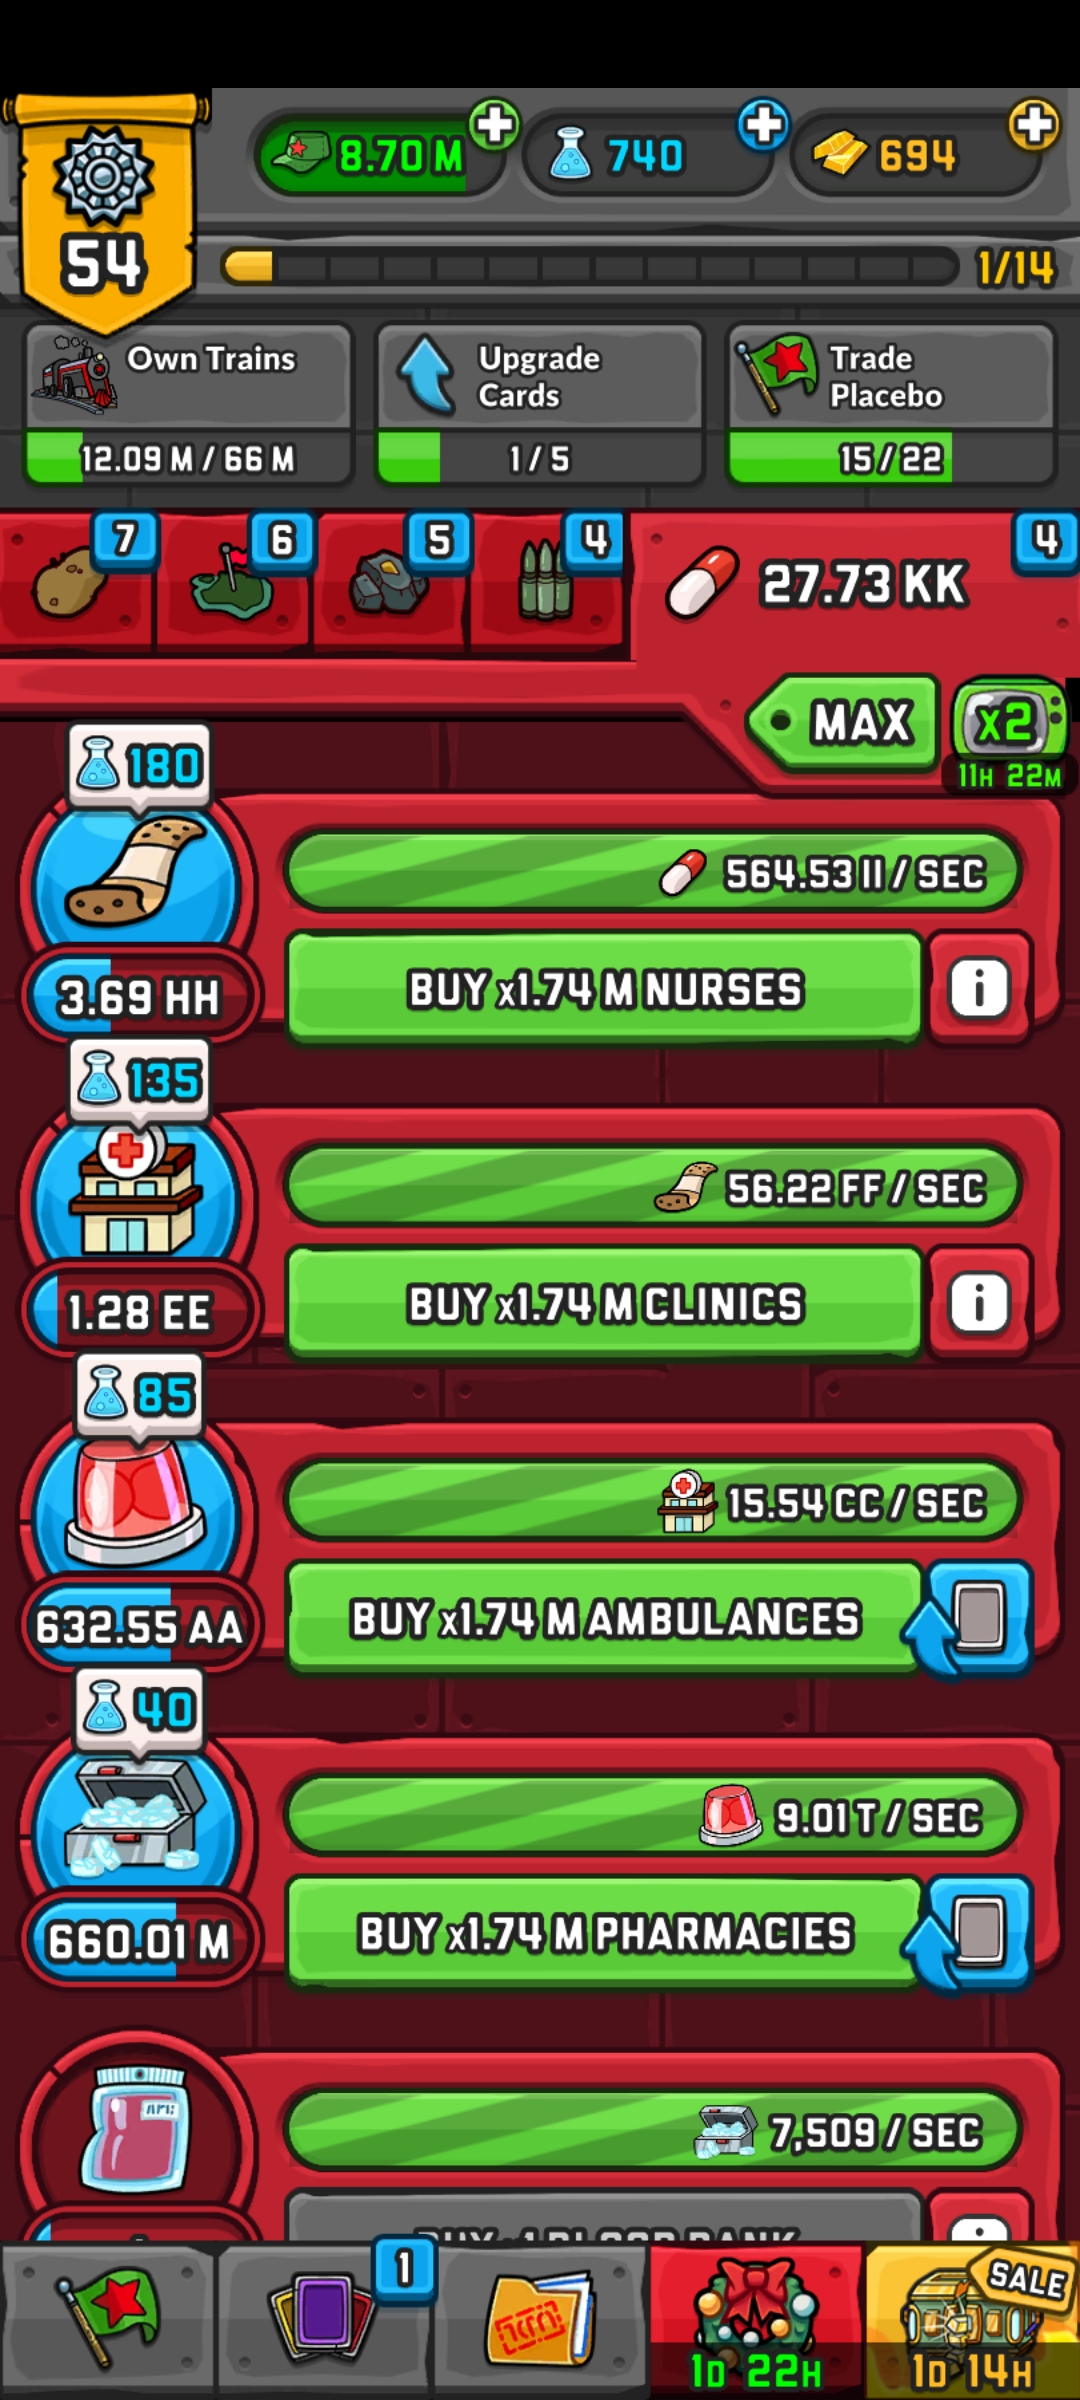 8.70 M
740
694
54
1/14
Own Trains
12.09 M / 66 M
Upgrade
Cards
1 / 5
Trade
Placebo
15 / 22
7
6
5
4
27.73 KK
4
MAX
x2
11H 22M
180
564.53 II / SEC
3.69 HH
BUY x1.74 M NURSES
i
135
56.22 FF / SEC
1.28 EE
BUY x1.74 M CLINICS
i
85
15.54 CC / SEC
632.55 AA
BUY x1.74 M AMBULANCES
40
9.01 T / SEC
660.01 M
BUY x1.74 M PHARMACIES
7,509 / SEC
BUY x1 BLOOD BANK
1
SALE
1D 22H
1D 14H